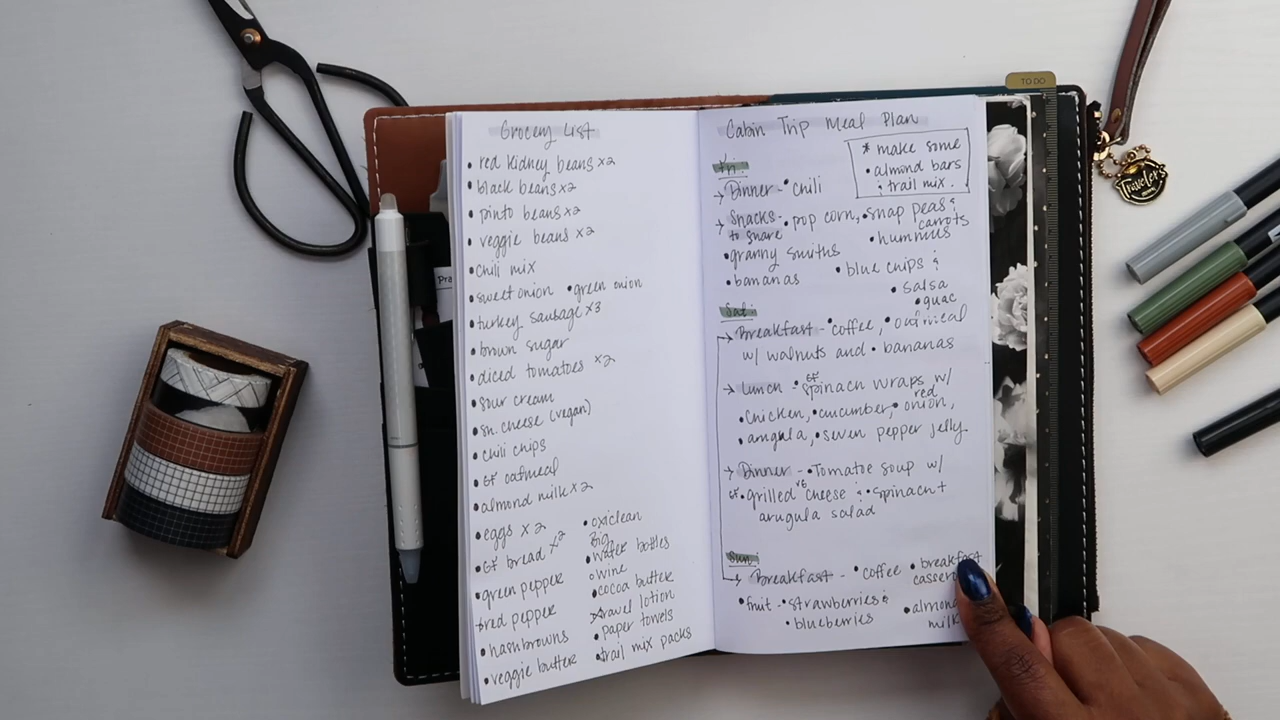 Grocery List
• red kidney beans x2
• black beans x2
• pinto beans x2
• veggie beans x2
• chili mix
• sweet onion • green onion
• turkey sausage x3
• brown sugar
• diced tomatoes x2
• sour cream
• sh. cheese (vegan)
• chili chips
• GF oatmeal
• almond milk x2
• eggs x2
• GF bread x2
• green pepper
• red pepper
• hashbrowns
• veggie butter
• oxiclean
Big
• water bottles
• wine
• cocoa butter
travel lotion
• paper towels
• trail mix packs
Cabin Trip Meal Plan
* make some
• almond bars
• trail mix.
Fri:
→ Dinner - • chili
→ Snacks - • pop corn, • snap peas &
to share carrots
• hummus
• granny smiths
• blue chips &
• bananas
• salsa
• guac
Sat:
→ Breakfast - • coffee, • oatmeal
w/ walnuts and • bananas
→ Lunch - • GF spinach wraps w/
• chicken, • cucumber, • red onion,
• arugula, • seven pepper jelly
→ Dinner - • Tomatoe soup w/
GF • grilled cheese & • spinach +
arugula salad
Sun:
→ Breakfast - • coffee • breakfast
• fruit - • strawberries &
• blueberries
milk
TO DO
Traveler's